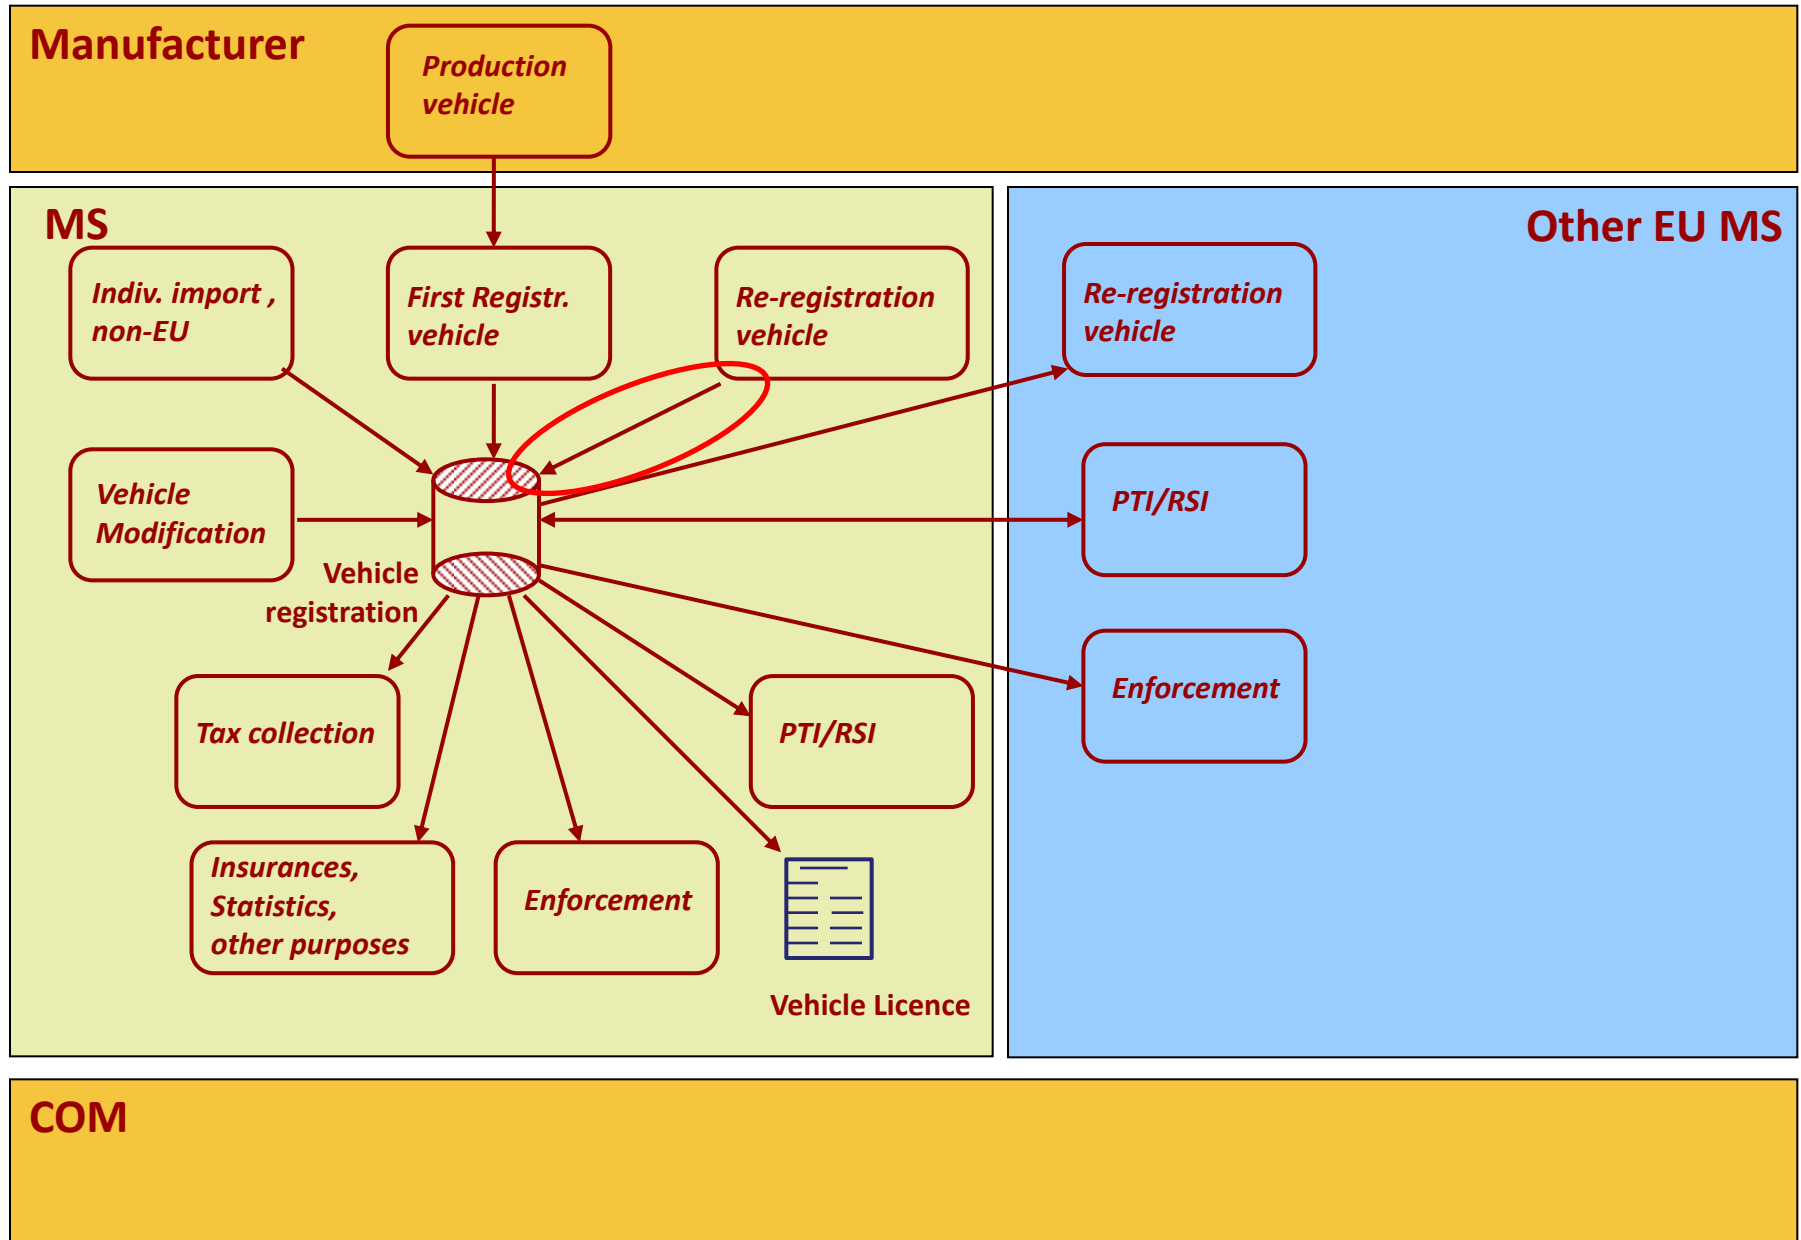 Manufacturer
Production
vehicle
MS
Other EU MS
Indiv. import ,
non-EU
First Registr.
vehicle
Re-registration
vehicle
Re-registration
vehicle
Vehicle
Modification
PTI/RSI
Vehicle
registration
Enforcement
Tax collection
PTI/RSI
Insurances,
Statistics,
other purposes
Enforcement
Vehicle Licence
COM